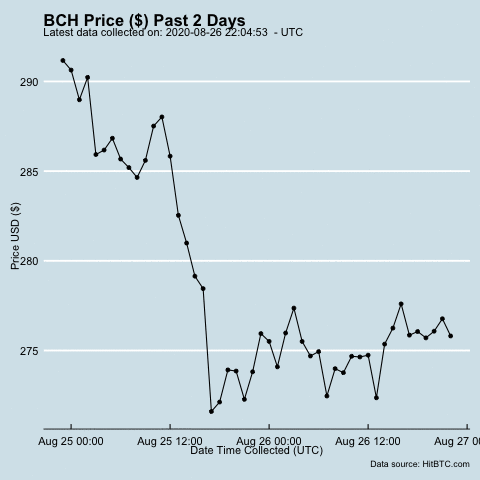 BCH Price ($) Past 2 Days
Latest data collected on: 2020-08-26 22:04:53 - UTC
290
285
280
275
Price USD ($)
Aug 25 00:00 Aug 25 12:00 Aug 26 00:00 Aug 26 12:00 Aug 27 0
Date Time Collected (UTC)
Data source: HitBTC.com